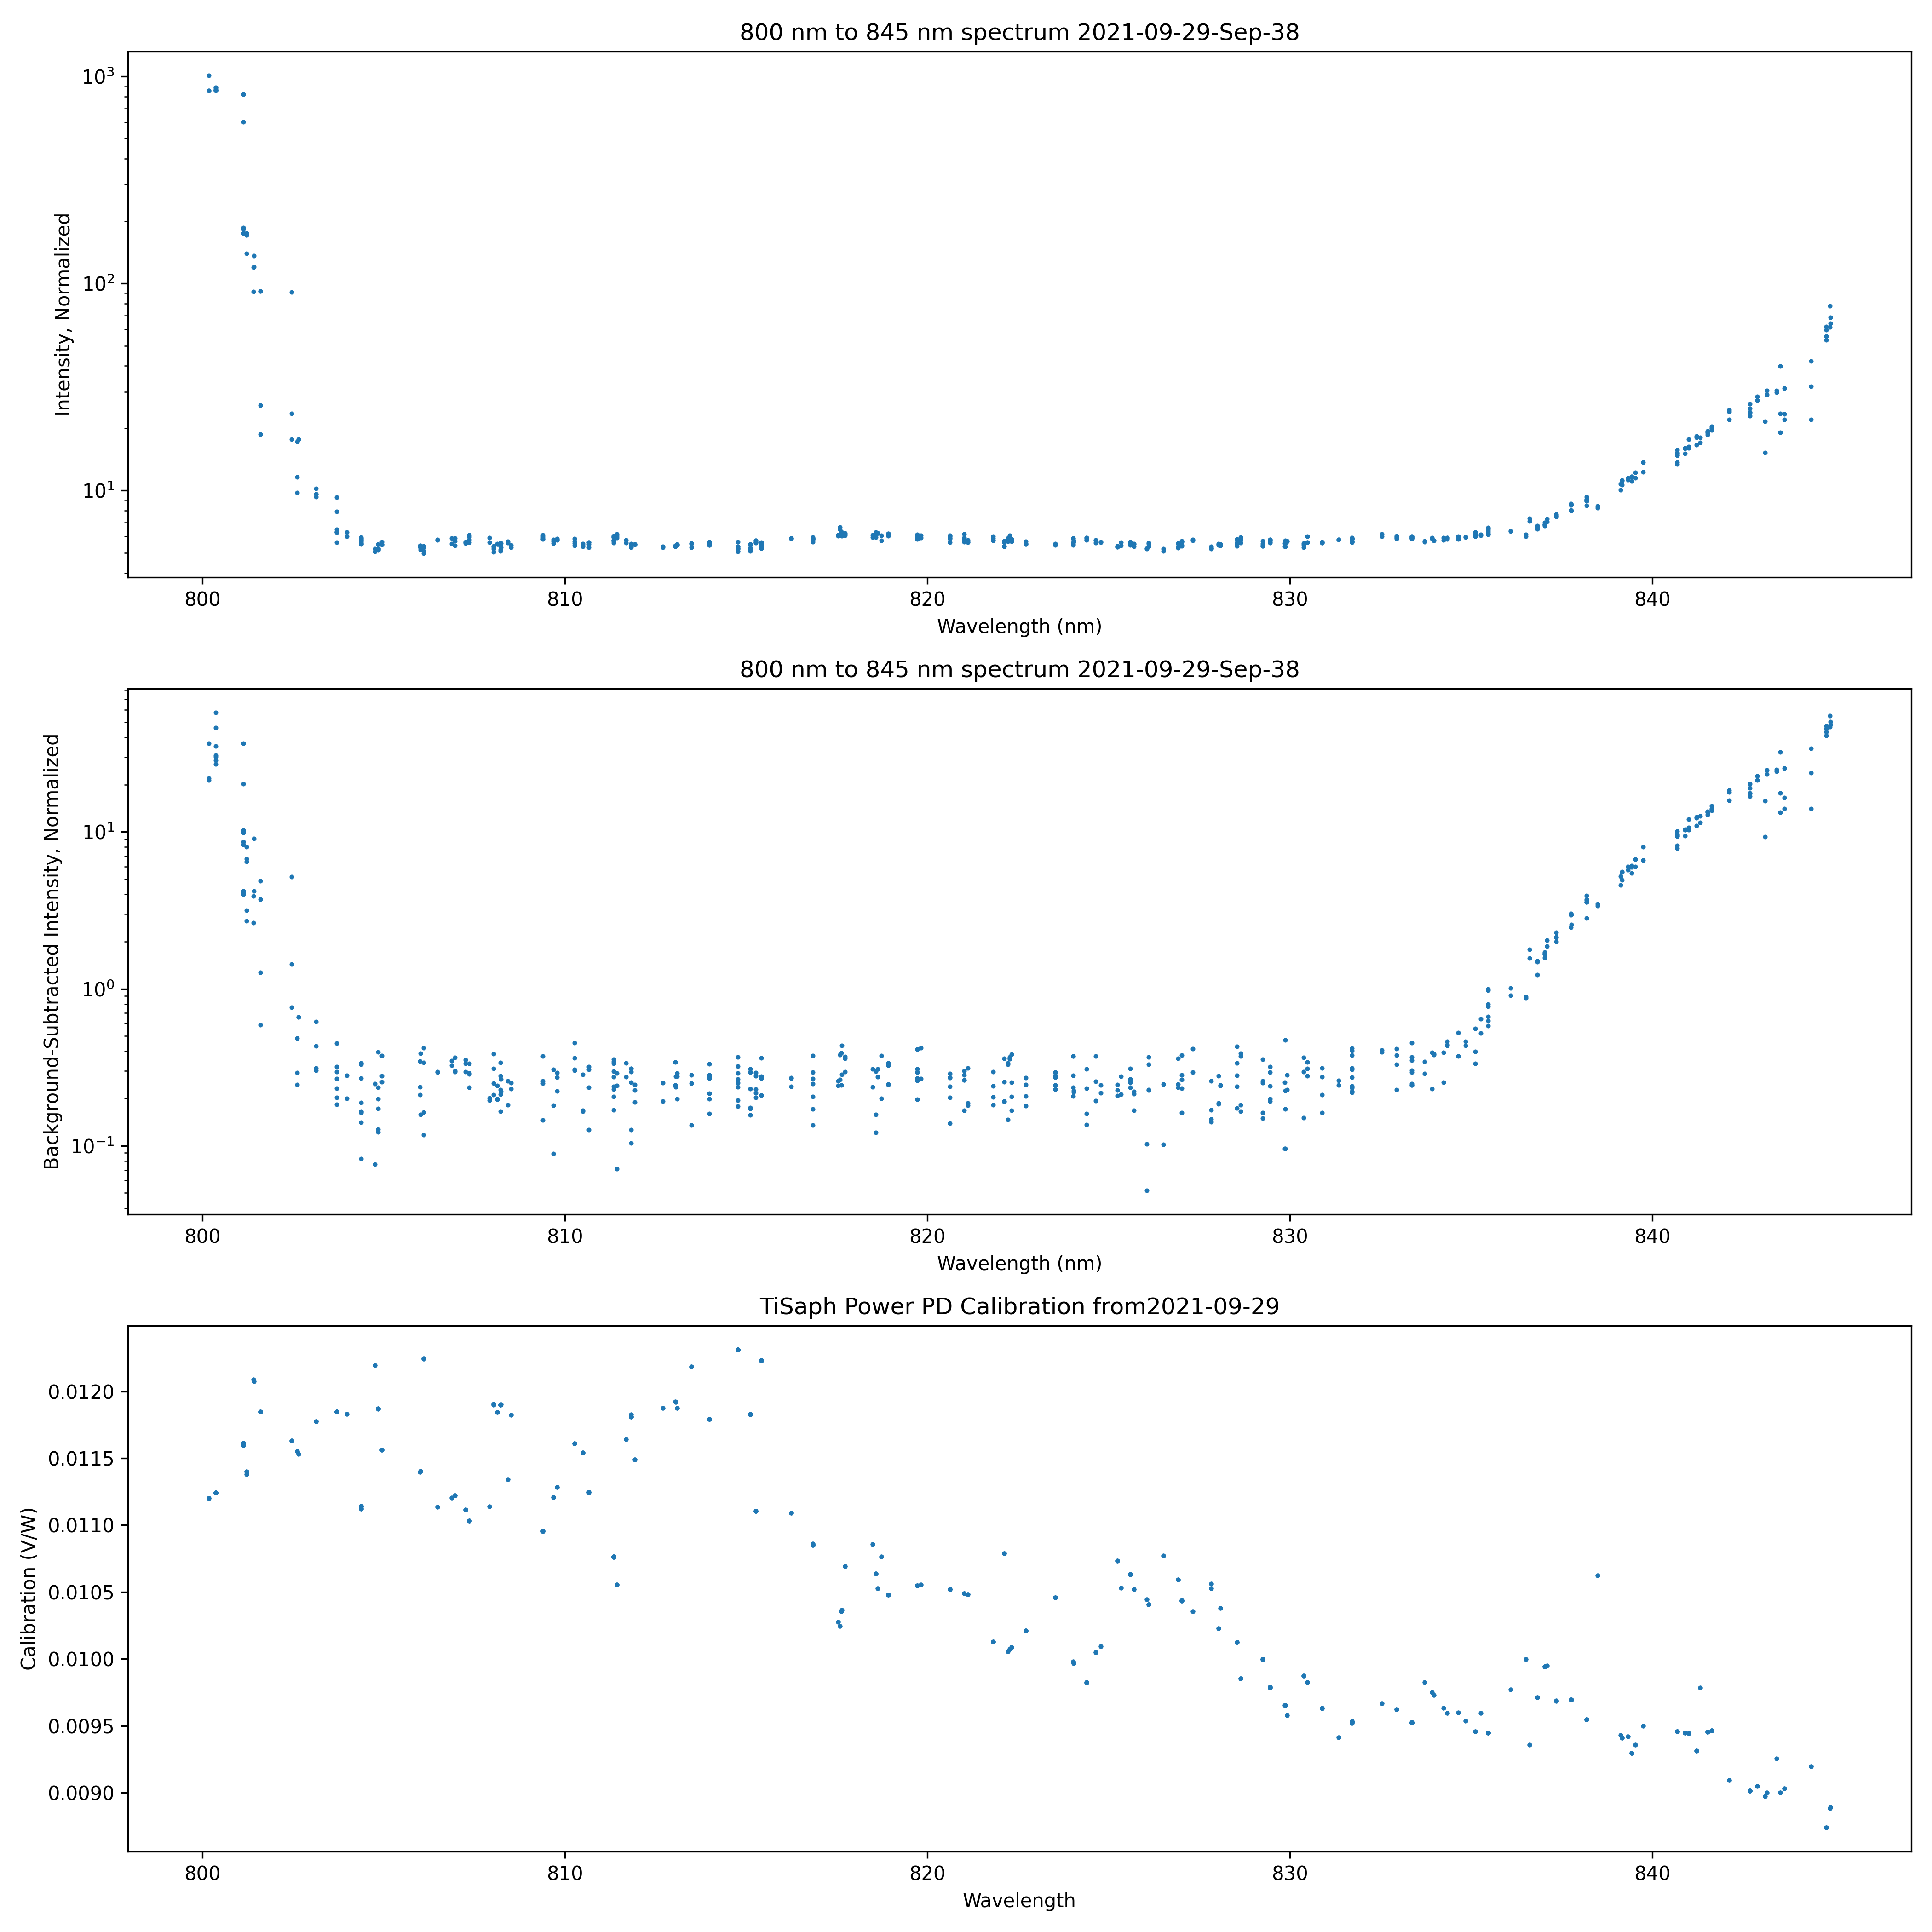 800 nm to 845 nm spectrum 2021-09-29-Sep-38
Intensity, Normalized
10³
10²
10¹
800 810 820 830 840
Wavelength (nm)
800 nm to 845 nm spectrum 2021-09-29-Sep-38
Background-Subtracted Intensity, Normalized
10¹
10⁰
10⁻¹
800 810 820 830 840
Wavelength (nm)
TiSaph Power PD Calibration from2021-09-29
Calibration (V/W)
0.0120
0.0115
0.0110
0.0105
0.0100
0.0095
0.0090
800 810 820 830 840
Wavelength